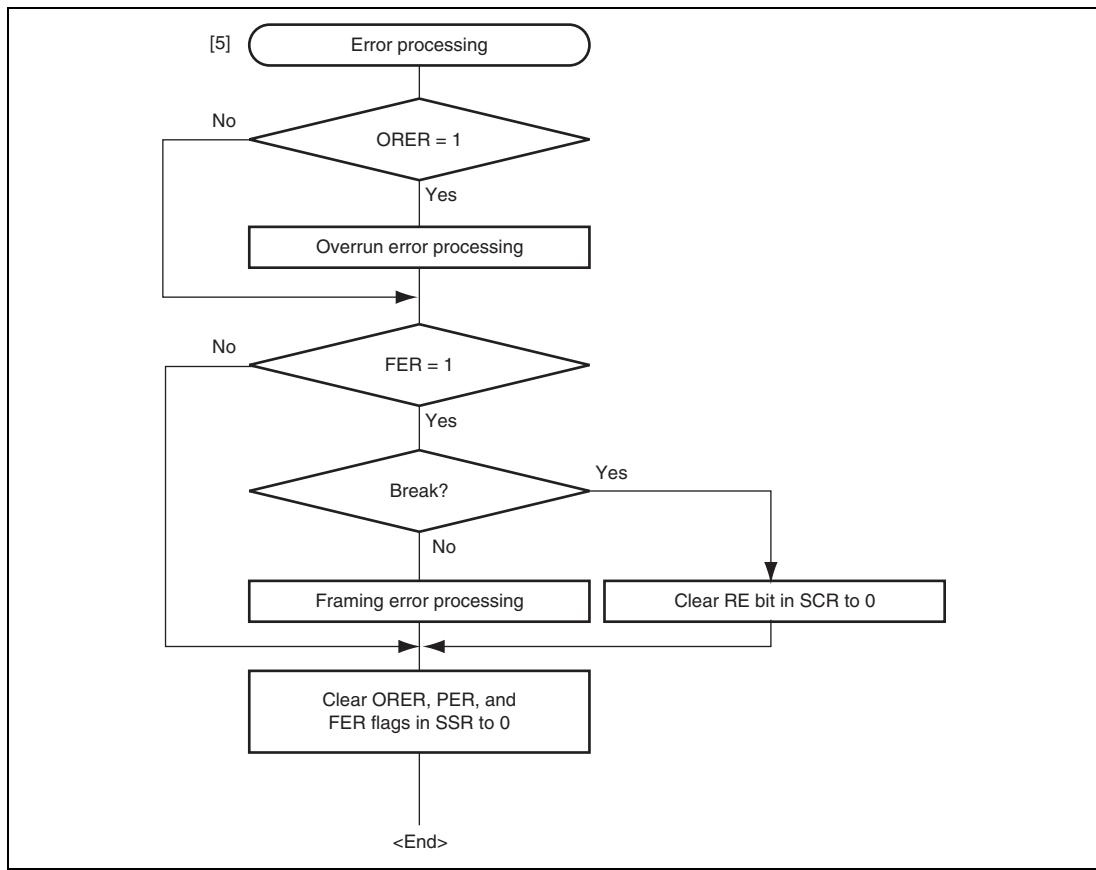 [5]
Error processing
No
ORER = 1
Yes
Overrun error processing
No
FER = 1
Yes
Break?
Yes
No
Framing error processing
Clear RE bit in SCR to 0
Clear ORER, PER, and
FER flags in SSR to 0
<End>